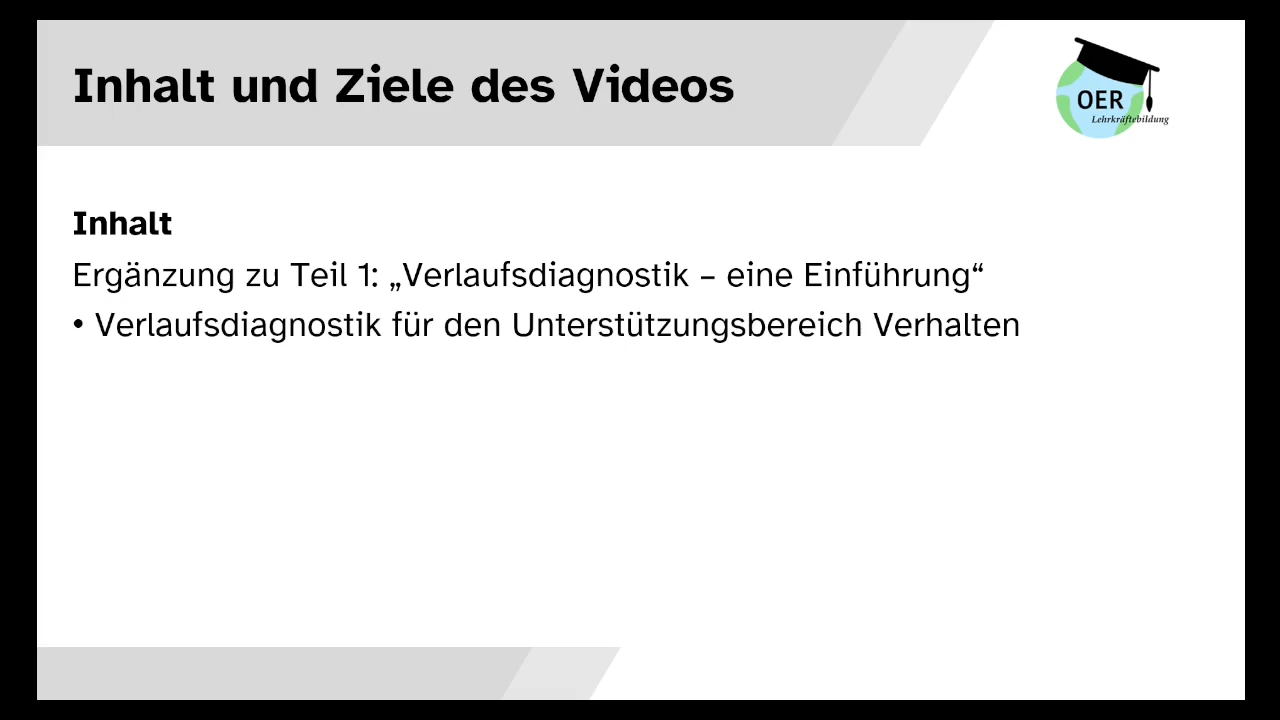 Inhalt und Ziele des Videos
OER
Lehrkräftebildung
Inhalt
Ergänzung zu Teil 1: „Verlaufsdiagnostik – eine Einführung“
• Verlaufsdiagnostik für den Unterstützungsbereich Verhalten